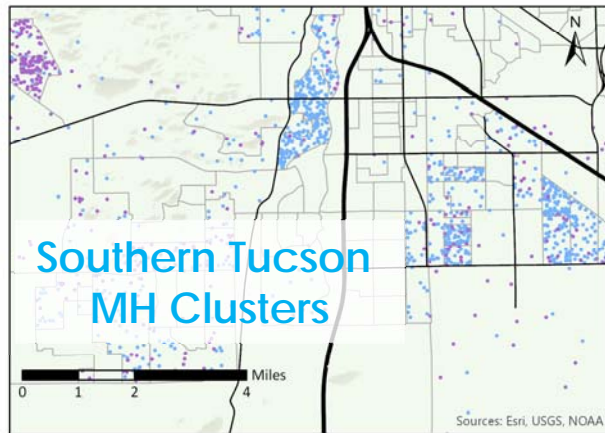 N
Southern Tucson
MH Clusters
Miles
0 1 2 4
Sources: Esri, USGS, NOAA